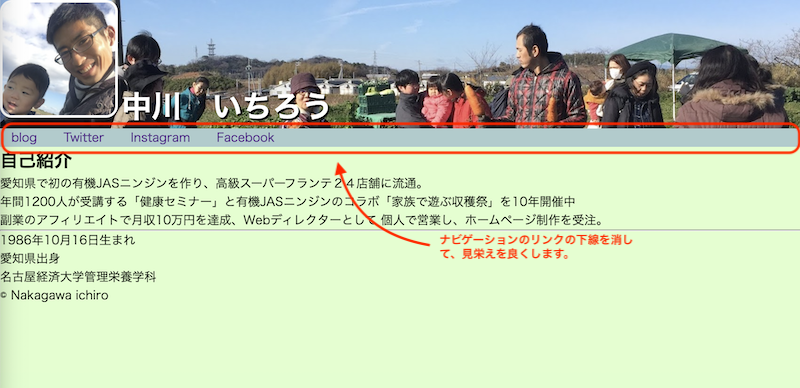 中川　いちろう
blog Twitter Instagram Facebook
自己紹介
愛知県で初の有機JASニンジンを作り、高級スーパーフランテ２４店舗に流通。
年間1200人が受講する「健康セミナー」と有機JASニンジンのコラボ「家族で遊ぶ収穫祭」を10年開催中
副業のアフィリエイトで月収10万円を達成、Webディレクターとして 個人で営業し、ホームページ制作を受注。
1986年10月16日生まれ
ナビゲーションのリンクの下線を消し
て、見栄えを良くします。
愛知県出身
名古屋経済大学管理栄養学科
© Nakagawa ichiro